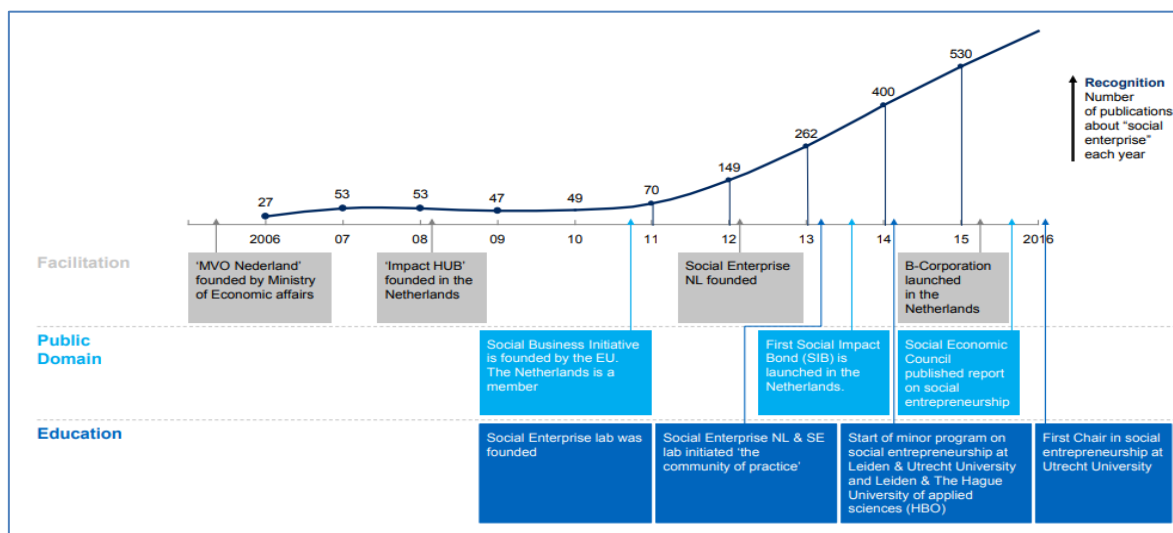 530
400
262
149
70
27
53
53
47
49
Recognition
Number
of publications
about "social
enterprise"
each year
2006
07
08
09
10
11
12
13
14
15
2016
Facilitation
'MVO Nederland'
founded by Ministry
of Economic affairs
'Impact HUB'
founded in the
Netherlands
Social Enterprise
NL founded
B-Corporation
launched
in the
Netherlands
Public
Domain
Social Business Initiative
is founded by the EU.
The Netherlands is a
member
First Social Impact
Bond (SIB) is
launched in the
Netherlands.
Social Economic
Council
published report
on social
entrepreneurship
Education
Social Enterprise lab was
founded
Social Enterprise NL & SE
lab initiated 'the
community of practice'
Start of minor program on
social entrepreneurship at
Leiden & Utrecht University
and Leiden & The Hague
University of applied
sciences (HBO)
First Chair in social
entrepreneurship at
Utrecht University